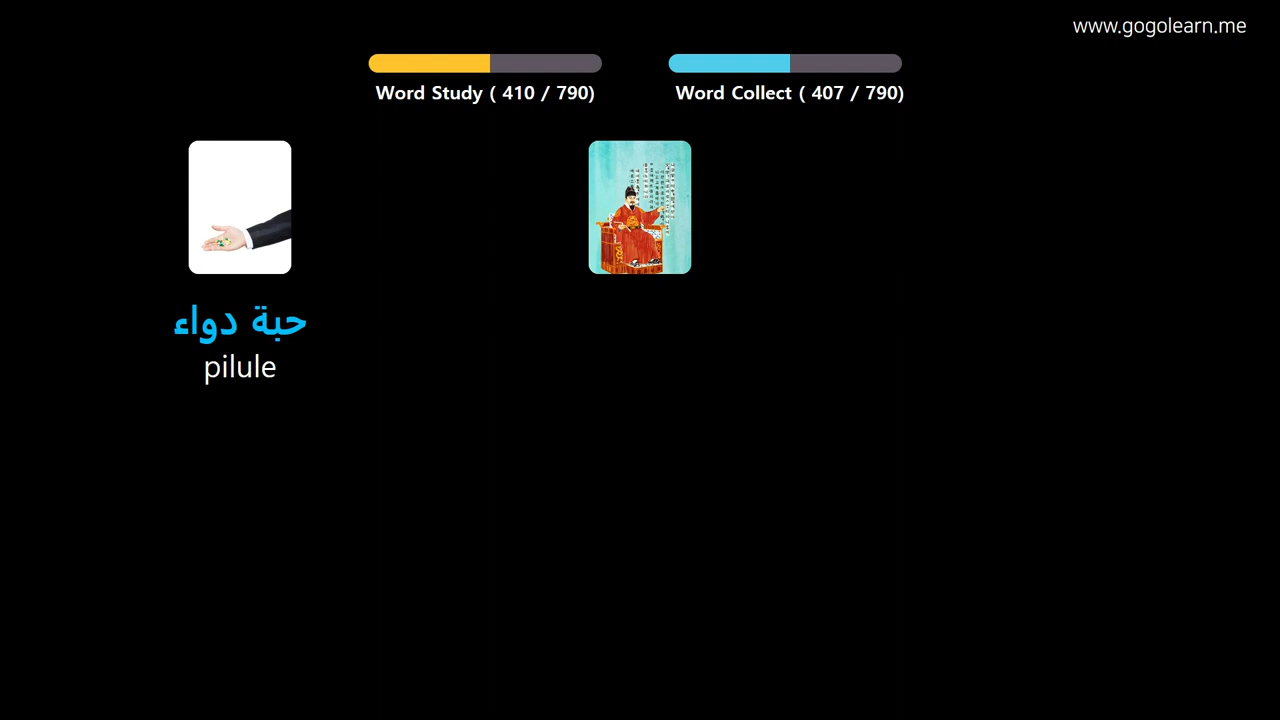 www.gogolearn.me
Word Study ( 410 / 790)
Word Collect ( 407 / 790)
حبة دواء
pilule